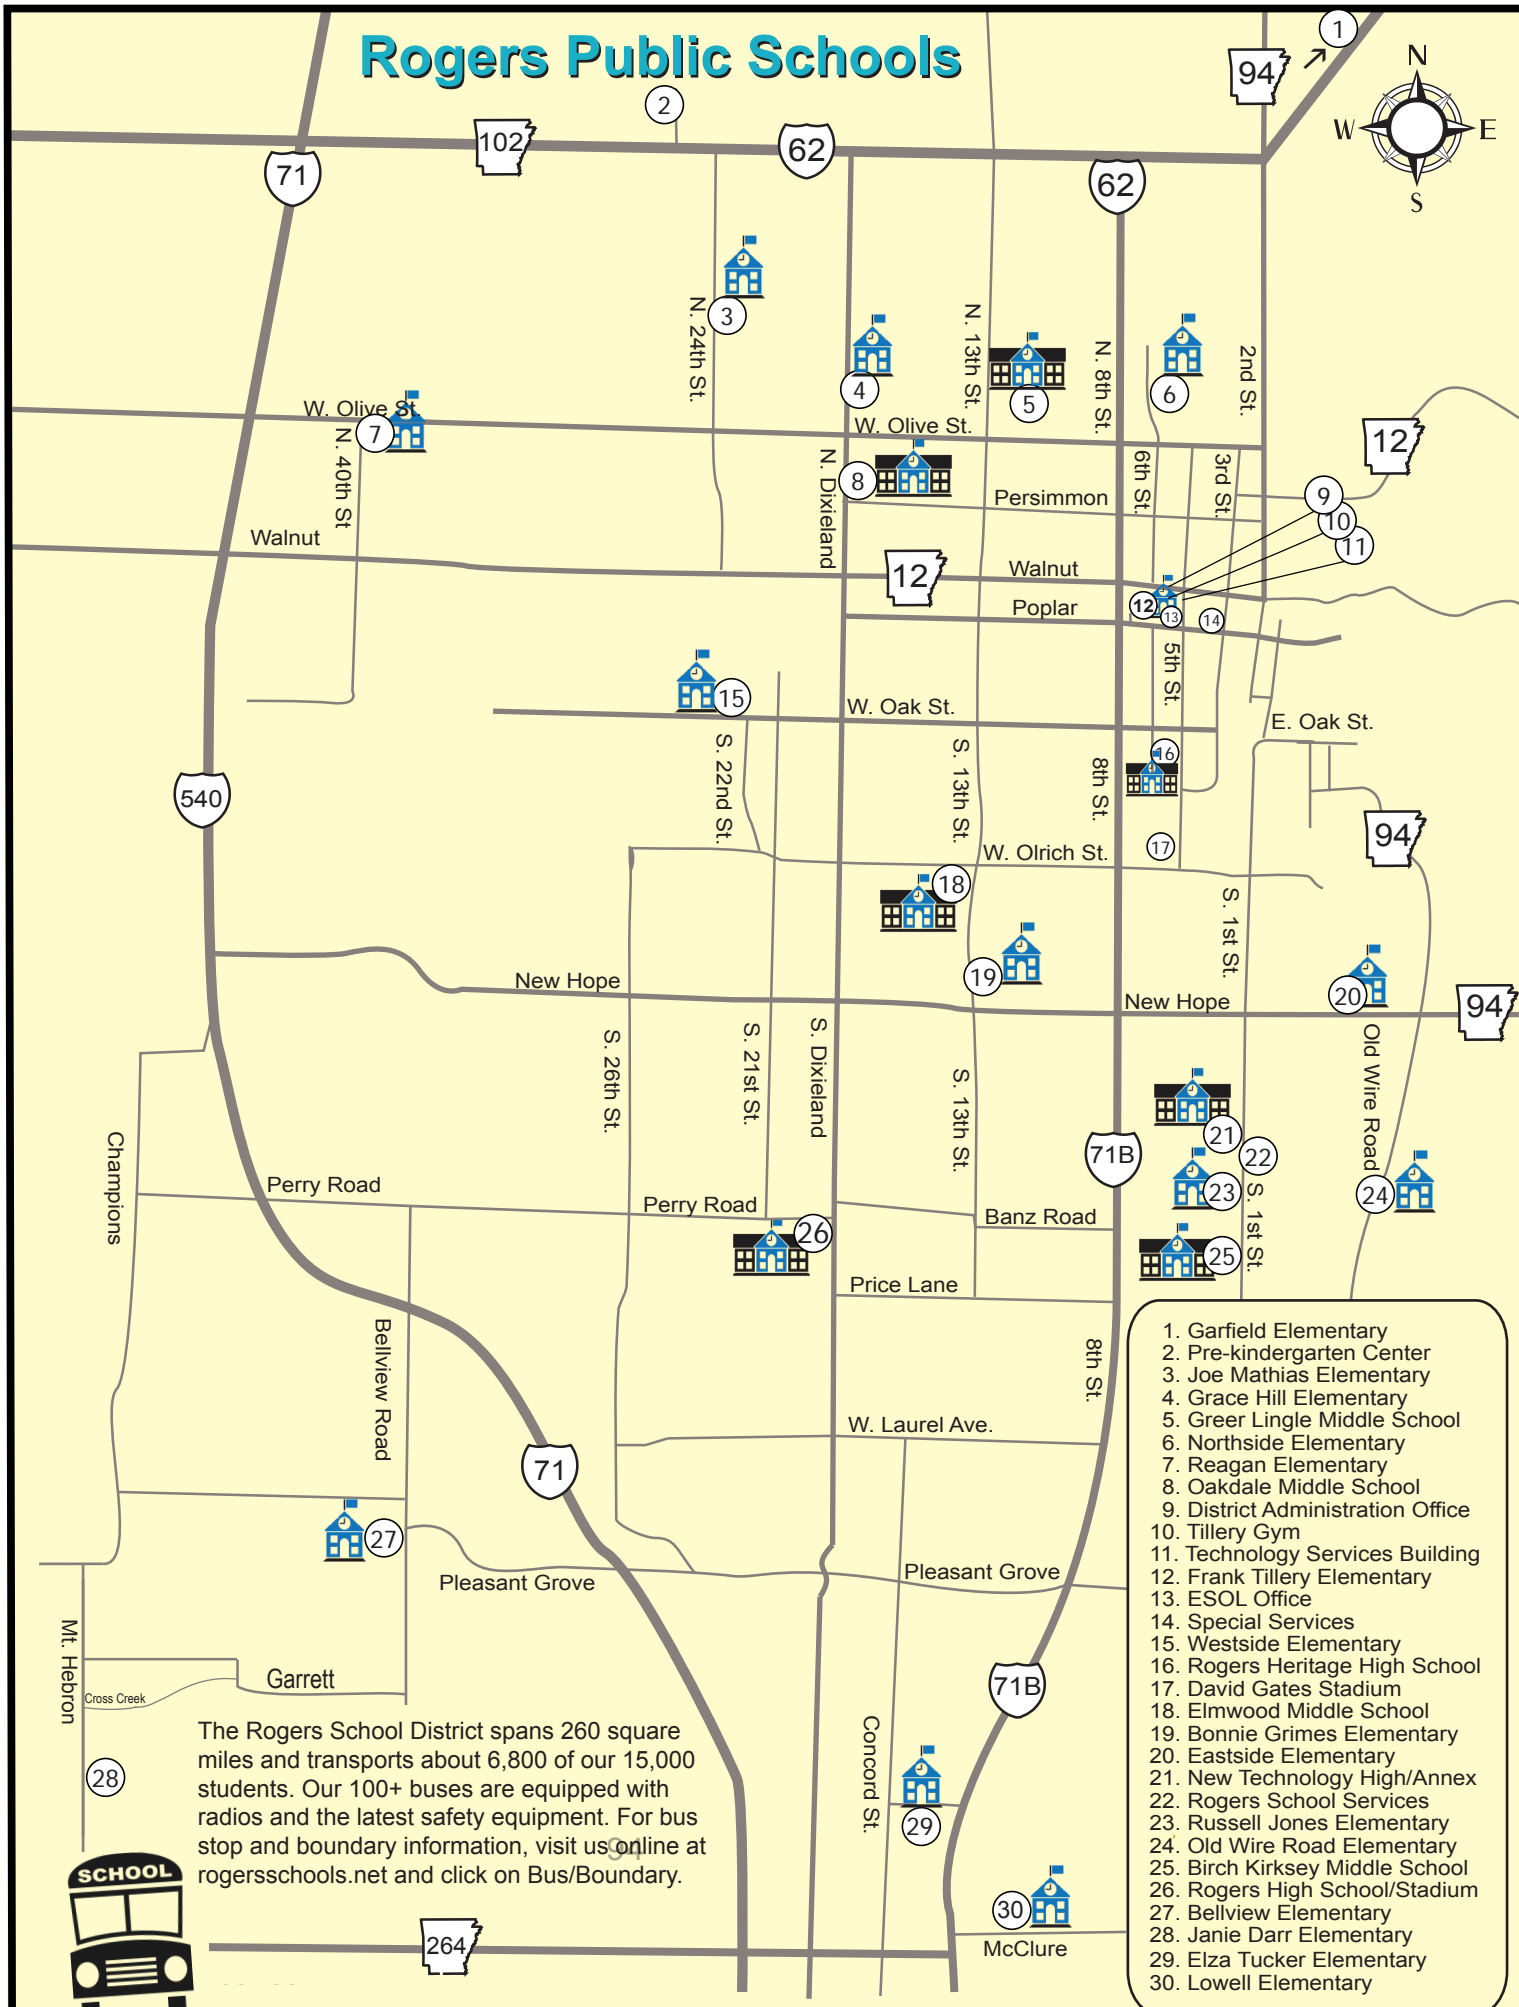 Rogers Public Schools
1
94
N
W
E
S
2
102
62
71
62
3
N. 24th St.
4
N. 13th St.
5
N. 8th St.
6
2nd St.
W. Olive St.
7
N. 40th St
W. Olive St.
12
8
N. Dixieland
Persimmon
6th St.
3rd St.
9
10
11
Walnut
12
Walnut
Poplar
12
13
14
5th St.
15
W. Oak St.
E. Oak St.
S. 22nd St.
S. 13th St.
8th St.
16
540
17
94
W. Olrich St.
18
19
S. 1st St.
New Hope
New Hope
20
94
S. 26th St.
S. 21st St.
S. Dixieland
S. 13th St.
Old Wire Road
21
71B
22
Champions
Perry Road
Perry Road
23
24
26
Banz Road
25
S. 1st St.
Price Lane
Bellview Road
8th St.
W. Laurel Ave.
71
27
Pleasant Grove
Pleasant Grove
Mt. Hebron
Garrett
Cross Creek
71B
Concord St.
28
29
30
McClure
264
The Rogers School District spans 260 square
miles and transports about 6,800 of our 15,000
students. Our 100+ buses are equipped with
radios and the latest safety equipment. For bus
stop and boundary information, visit us online at
94
rogersschools.net and click on Bus/Boundary.
SCHOOL
1. Garfield Elementary
2. Pre-kindergarten Center
3. Joe Mathias Elementary
4. Grace Hill Elementary
5. Greer Lingle Middle School
6. Northside Elementary
7. Reagan Elementary
8. Oakdale Middle School
9. District Administration Office
10. Tillery Gym
11. Technology Services Building
12. Frank Tillery Elementary
13. ESOL Office
14. Special Services
15. Westside Elementary
16. Rogers Heritage High School
17. David Gates Stadium
18. Elmwood Middle School
19. Bonnie Grimes Elementary
20. Eastside Elementary
21. New Technology High/Annex
22. Rogers School Services
23. Russell Jones Elementary
24. Old Wire Road Elementary
25. Birch Kirksey Middle School
26. Rogers High School/Stadium
27. Bellview Elementary
28. Janie Darr Elementary
29. Elza Tucker Elementary
30. Lowell Elementary